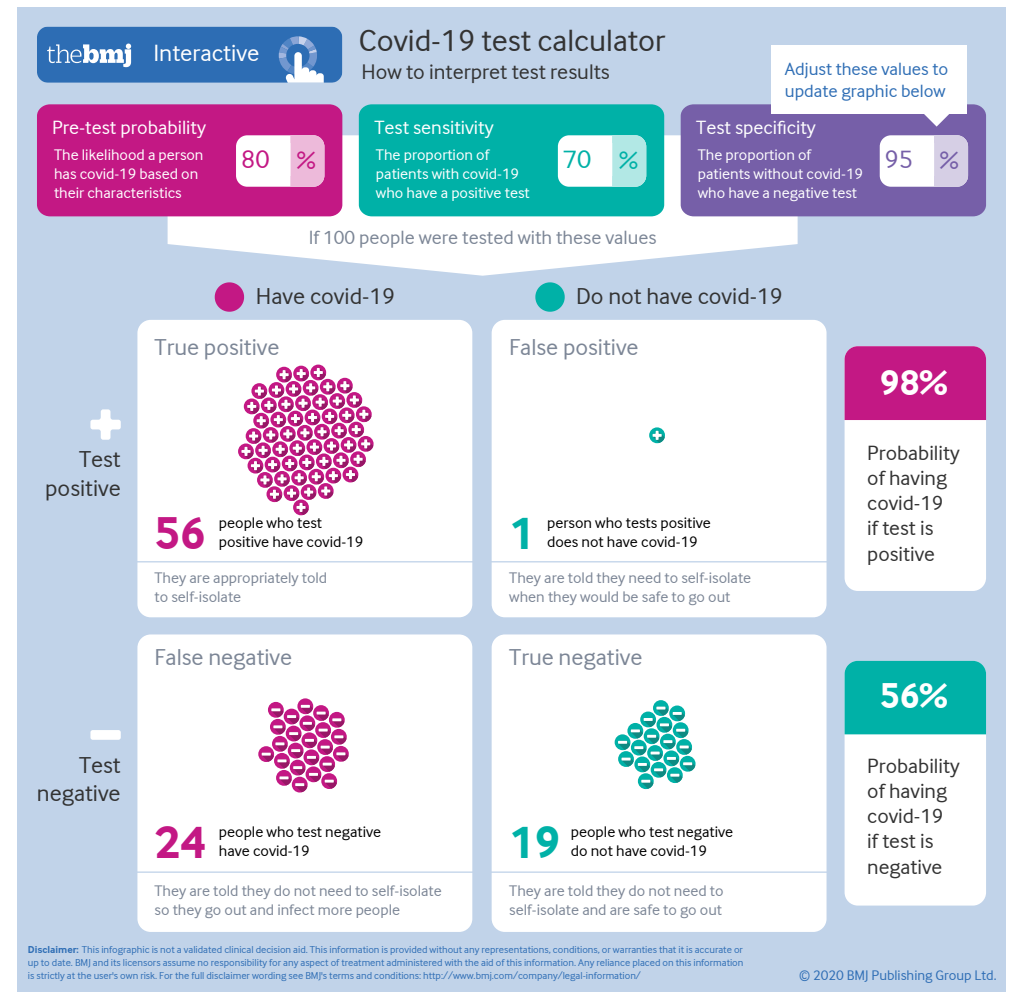 thebmj Interactive
Covid-19 test calculator
How to interpret test results
Adjust these values to
update graphic below
Pre-test probability
The likelihood a person
has covid-19 based on
their characteristics
80 %
Test sensitivity
The proportion of
patients with covid-19
who have a positive test
70 %
Test specificity
The proportion of
patients without covid-19
who have a negative test
95 %
If 100 people were tested with these values
Have covid-19
Do not have covid-19
Test
positive
True positive
56
people who test
positive have covid-19
They are appropriately told
to self-isolate
False positive
1
person who tests positive
does not have covid-19
They are told they need to self-isolate
when they would be safe to go out
98%
Probability
of having
covid-19
if test is
positive
Test
negative
False negative
24
people who test negative
have covid-19
They are told they do not need to self-isolate
so they go out and infect more people
True negative
19
people who test negative
do not have covid-19
They are told they do not need to
self-isolate and are safe to go out
56%
Probability
of having
covid-19
if test is
negative
Disclaimer: This infographic is not a validated clinical decision aid. This information is provided without any representations, conditions, or warranties that it is accurate or
up to date. BMJ and its licensors assume no responsibility for any aspect of treatment administered with the aid of this information. Any reliance placed on this information
is strictly at the user's own risk. For the full disclaimer wording see BMJ's terms and conditions: http://www.bmj.com/company/legal-information/
© 2020 BMJ Publishing Group Ltd.